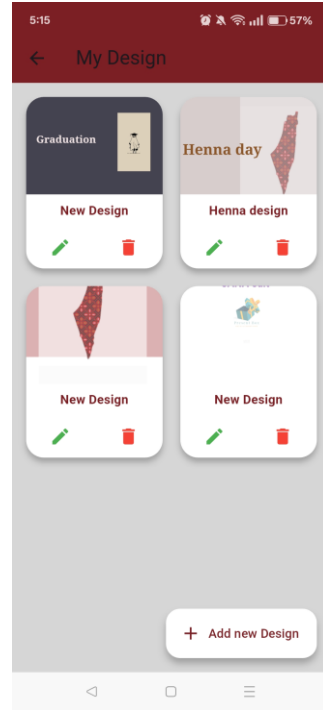 5:15
57%
My Design
Graduation
Henna day
New Design
Henna design
New Design
New Design
+ Add new Design